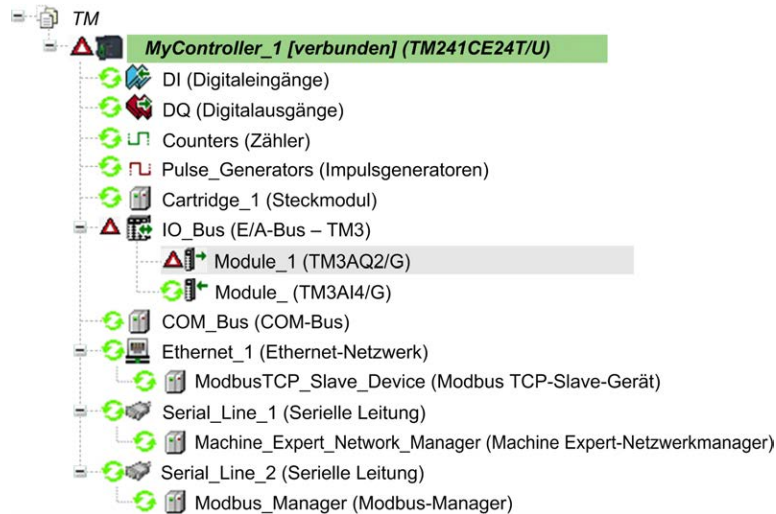 TM
MyController_1 [verbunden] (TM241CE24T/U)
DI (Digitaleingänge)
DQ (Digitalausgänge)
Counters (Zähler)
Pulse_Generators (Impulsgeneratoren)
Cartridge_1 (Steckmodul)
IO_Bus (E/A-Bus – TM3)
Module_1 (TM3AQ2/G)
Module_ (TM3AI4/G)
COM_Bus (COM-Bus)
Ethernet_1 (Ethernet-Netzwerk)
ModbusTCP_Slave_Device (Modbus TCP-Slave-Gerät)
Serial_Line_1 (Serielle Leitung)
Machine_Expert_Network_Manager (Machine Expert-Netzwerkmanager)
Serial_Line_2 (Serielle Leitung)
Modbus_Manager (Modbus-Manager)